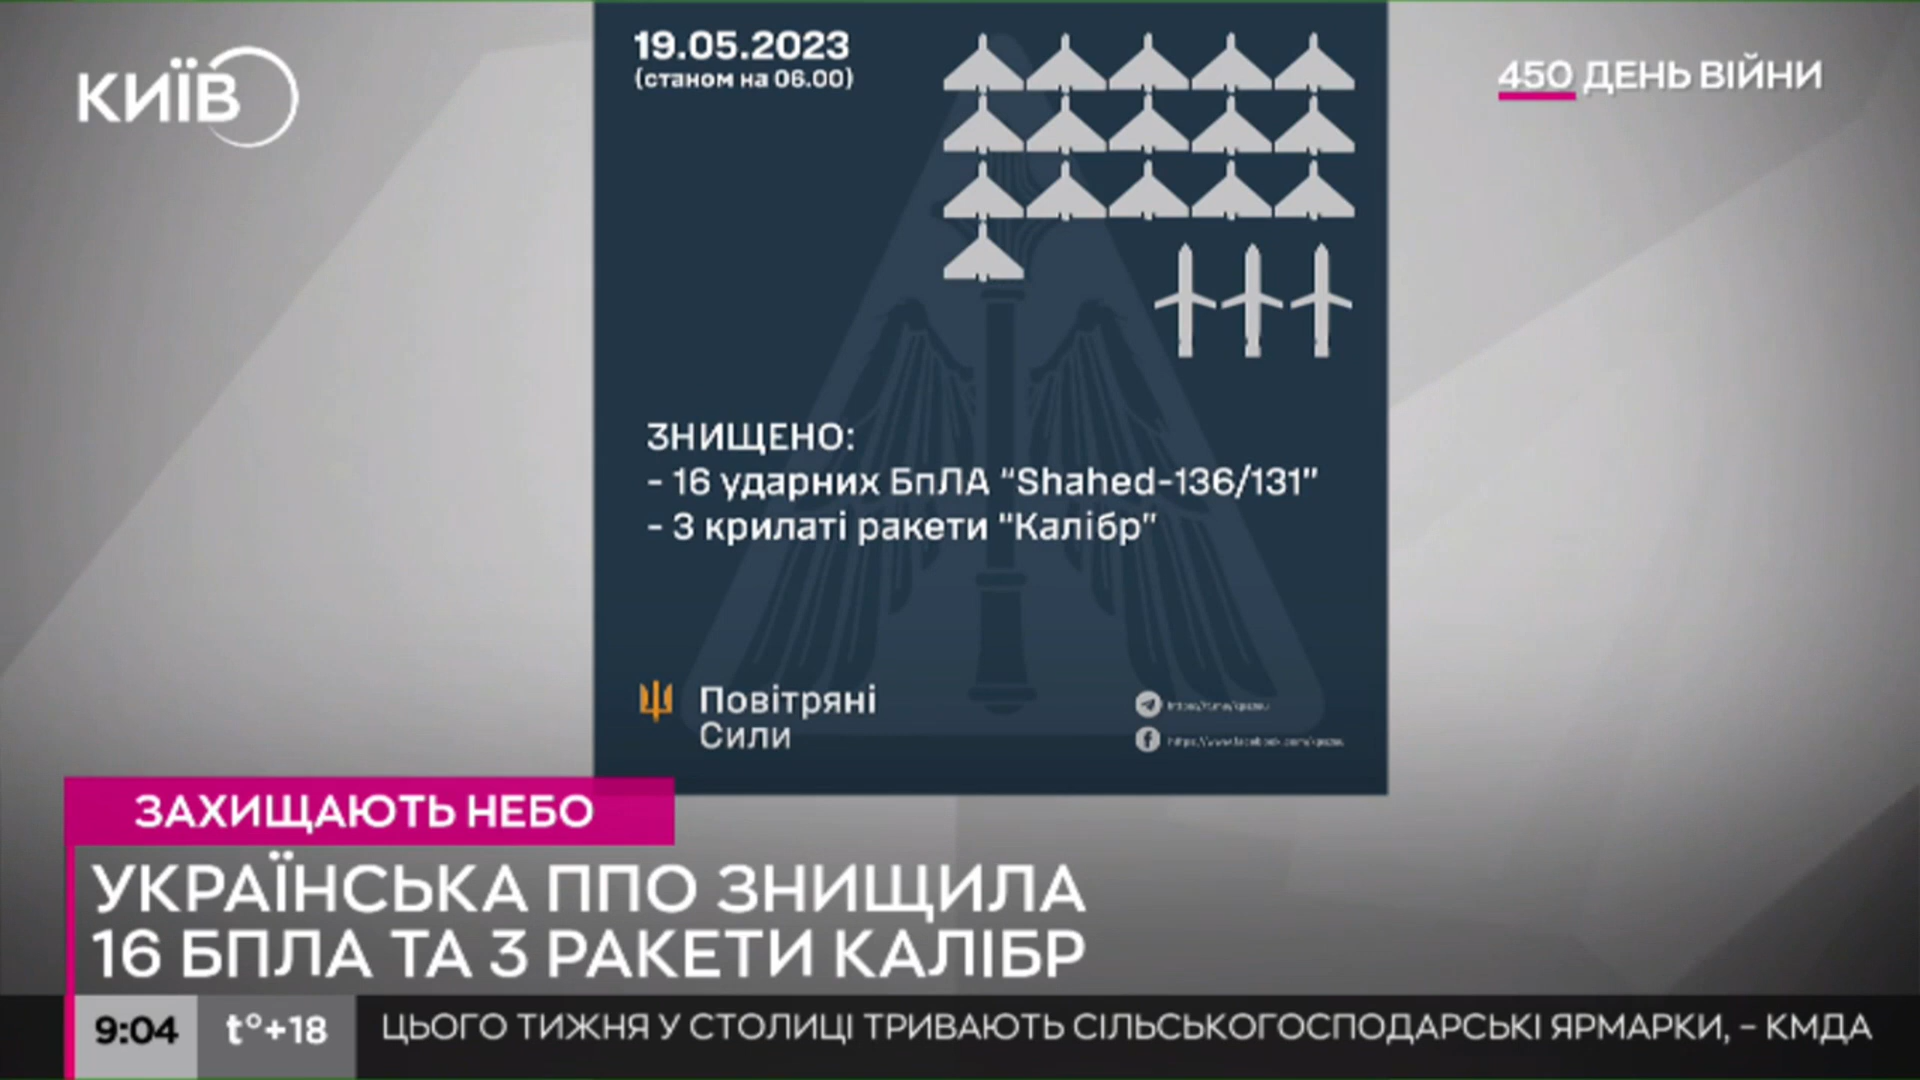 КИЇВ
450 ДЕНЬ ВІЙНИ
19.05.2023
(станом на 06.00)
ЗНИЩЕНО:
- 16 ударних БпЛА “Shahed-136/131”
- 3 крилаті ракети “Калібр”
Повітряні
Сили
ЗАХИЩАЮТЬ НЕБО
УКРАЇНСЬКА ППО ЗНИЩИЛА
16 БПЛА ТА 3 РАКЕТИ КАЛІБР
9:04 t°+18 ЦЬОГО ТИЖНЯ У СТОЛИЦІ ТРИВАЮТЬ СІЛЬСЬКОГОСПОДАРСЬКІ ЯРМАРКИ, – КМДА